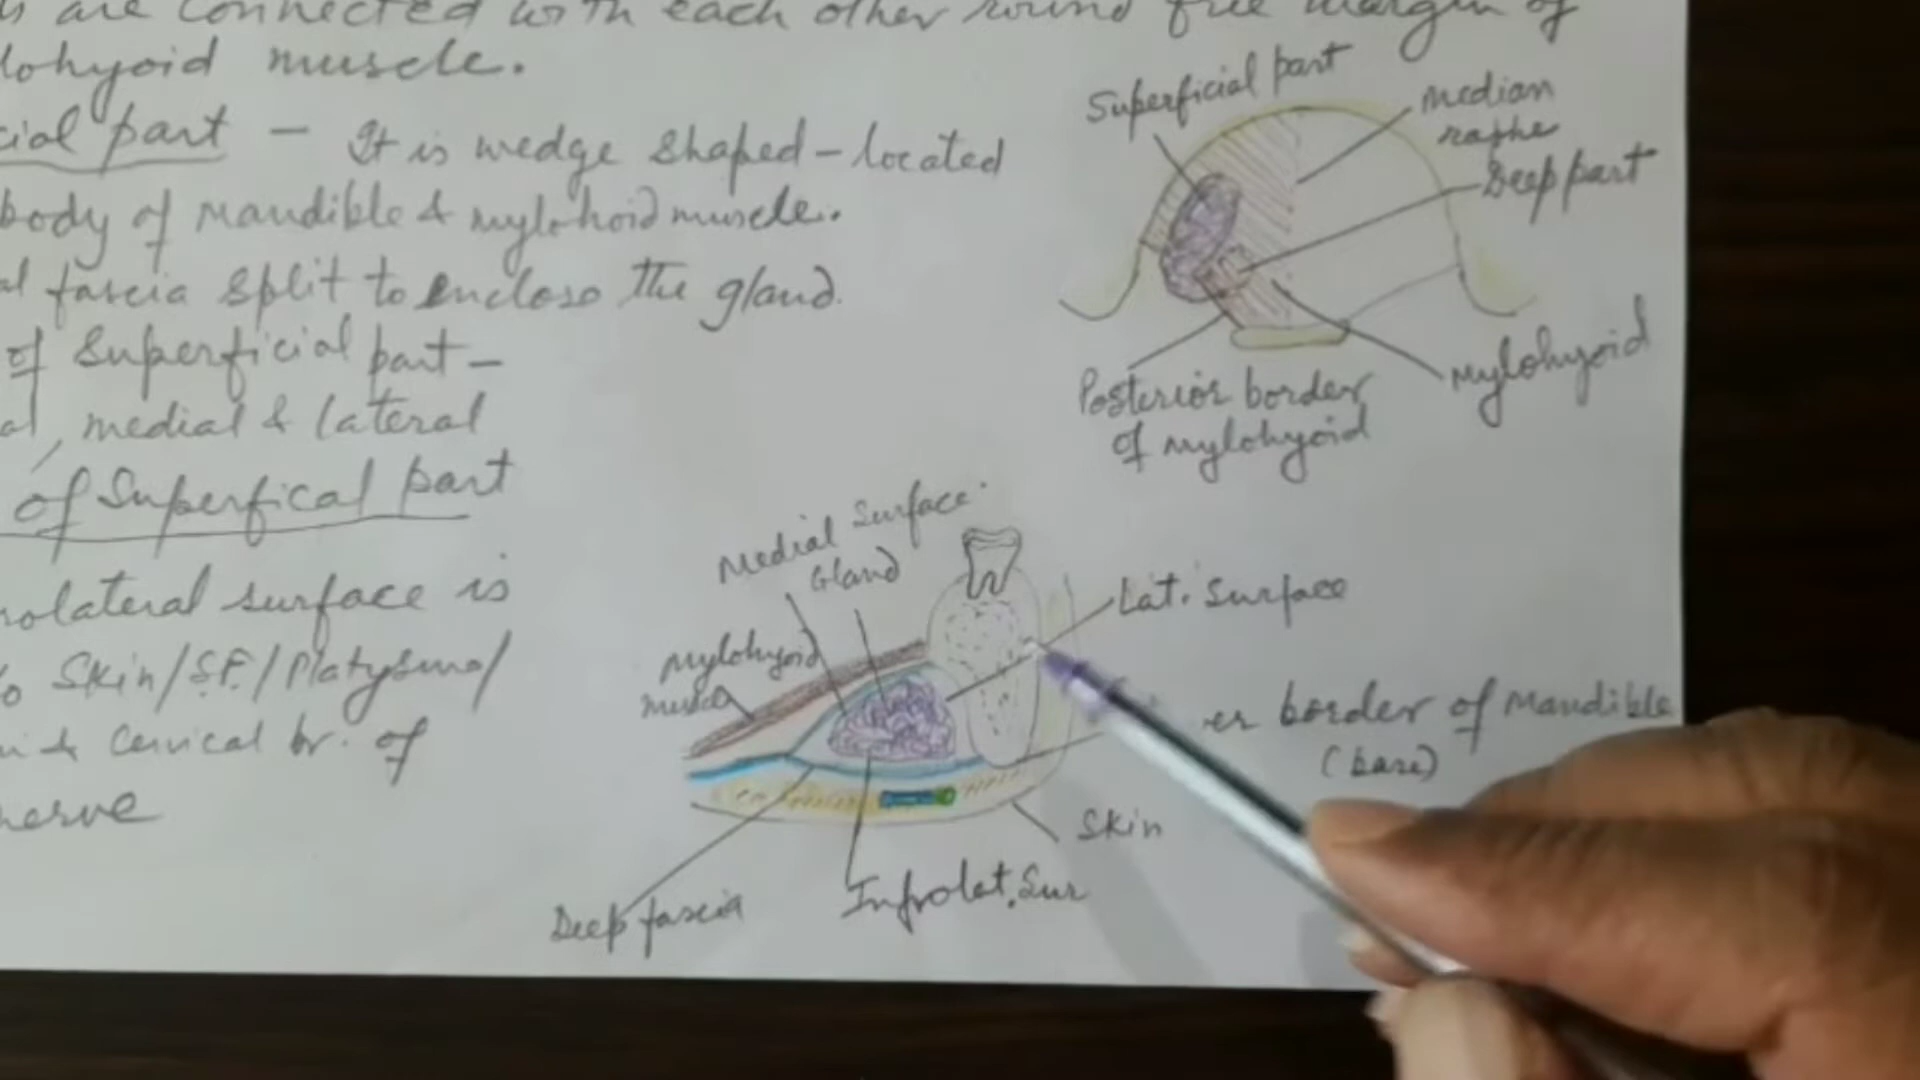 are connected with each other round free margin of
lohyoid muscle.
cial part - It is wedge shaped - located
body of Mandible & mylohoid muscle.
al fascia split to enclose the gland.
of Superficial part -
al, medial & lateral
of Superfical part
rolateral surface is
to Skin/S.F./Platysma/
& Cervical br. of
nerve
Superficial part
Median
raphe
Deep part
Mylohyoid
Posterior border
of mylohyoid
Medial Surface
Gland
Mylohyoid
muscle
Lat. Surface
er border of Mandible
(base)
Skin
Infrolat. Sur
Deep fascia